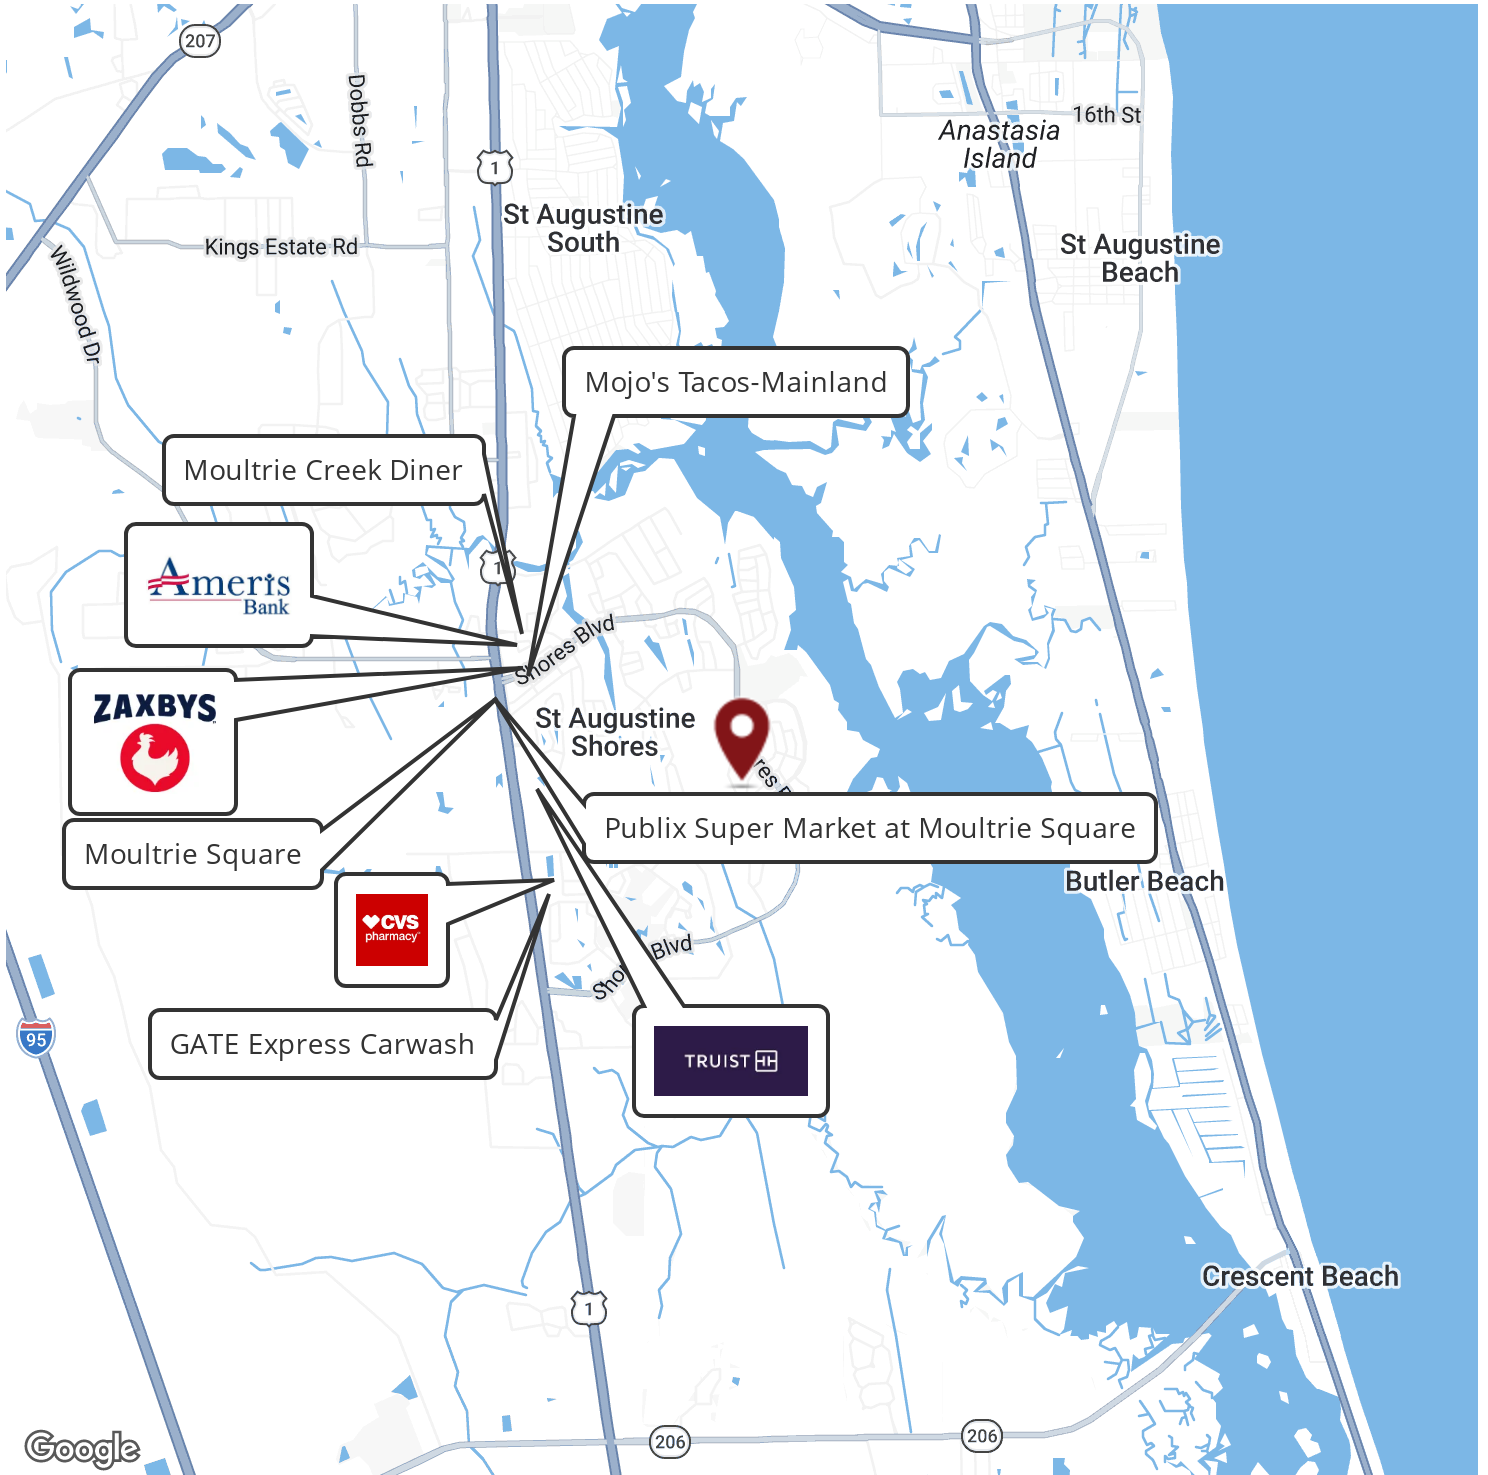 207
Dobbs Rd
16th St
Anastasia
Island
1
St Augustine
South
Kings Estate Rd
St Augustine
Beach
Wildwood Dr
Mojo's Tacos-Mainland
Moultrie Creek Diner
1
Ameris
Bank
Shores Blvd
ZAXBYS
St Augustine
Shores
res
Publix Super Market at Moultrie Square
Moultrie Square
Butler Beach
CVS
pharmacy
Shor
Blvd
95
GATE Express Carwash
TRUIST
Crescent Beach
1
206
206
Google